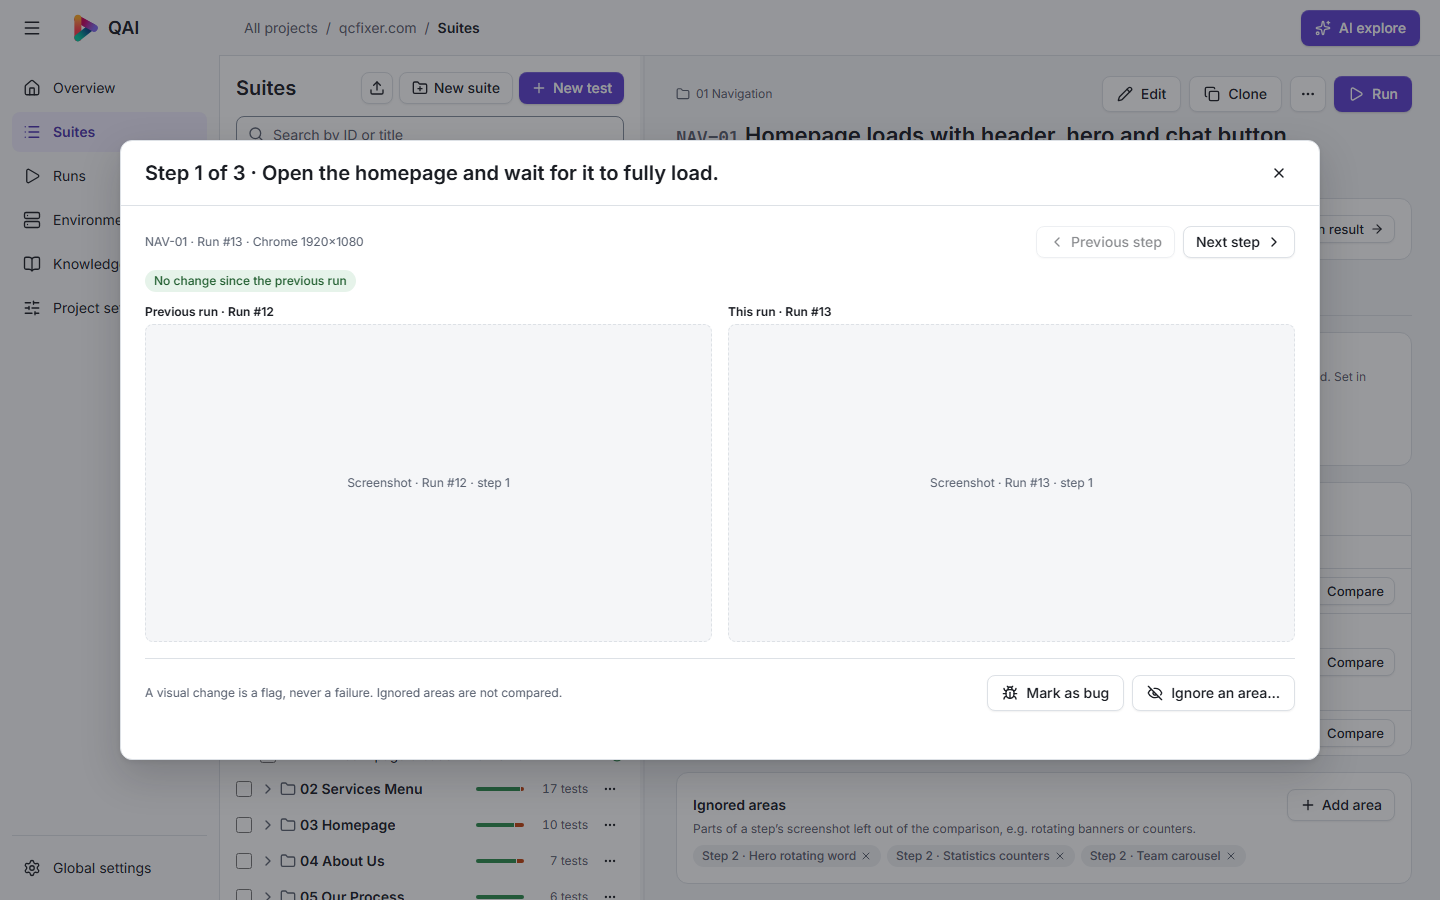 QAI
All projects / qcfixer.com / Suites
AI explore
Overview
Suites
Runs
Environme
Knowledg
Project se
Global settings
Suites
New suite
New test
Search by ID or title
01 Navigation
Edit
Clone
Run
NAV-01 Homepage loads with header, hero and chat button
Step 1 of 3 · Open the homepage and wait for it to fully load.
NAV-01 · Run #13 · Chrome 1920×1080
Previous step
Next step
No change since the previous run
Previous run · Run #12
This run · Run #13
Screenshot · Run #12 · step 1
Screenshot · Run #13 · step 1
A visual change is a flag, never a failure. Ignored areas are not compared.
Mark as bug
Ignore an area...
n result
d. Set in
Compare
Compare
Compare
02 Services Menu 17 tests
03 Homepage 10 tests
04 About Us 7 tests
05 Our Process 6 tests
Ignored areas
Add area
Parts of a step's screenshot left out of the comparison, e.g. rotating banners or counters.
Step 2 · Hero rotating word
Step 2 · Statistics counters
Step 2 · Team carousel